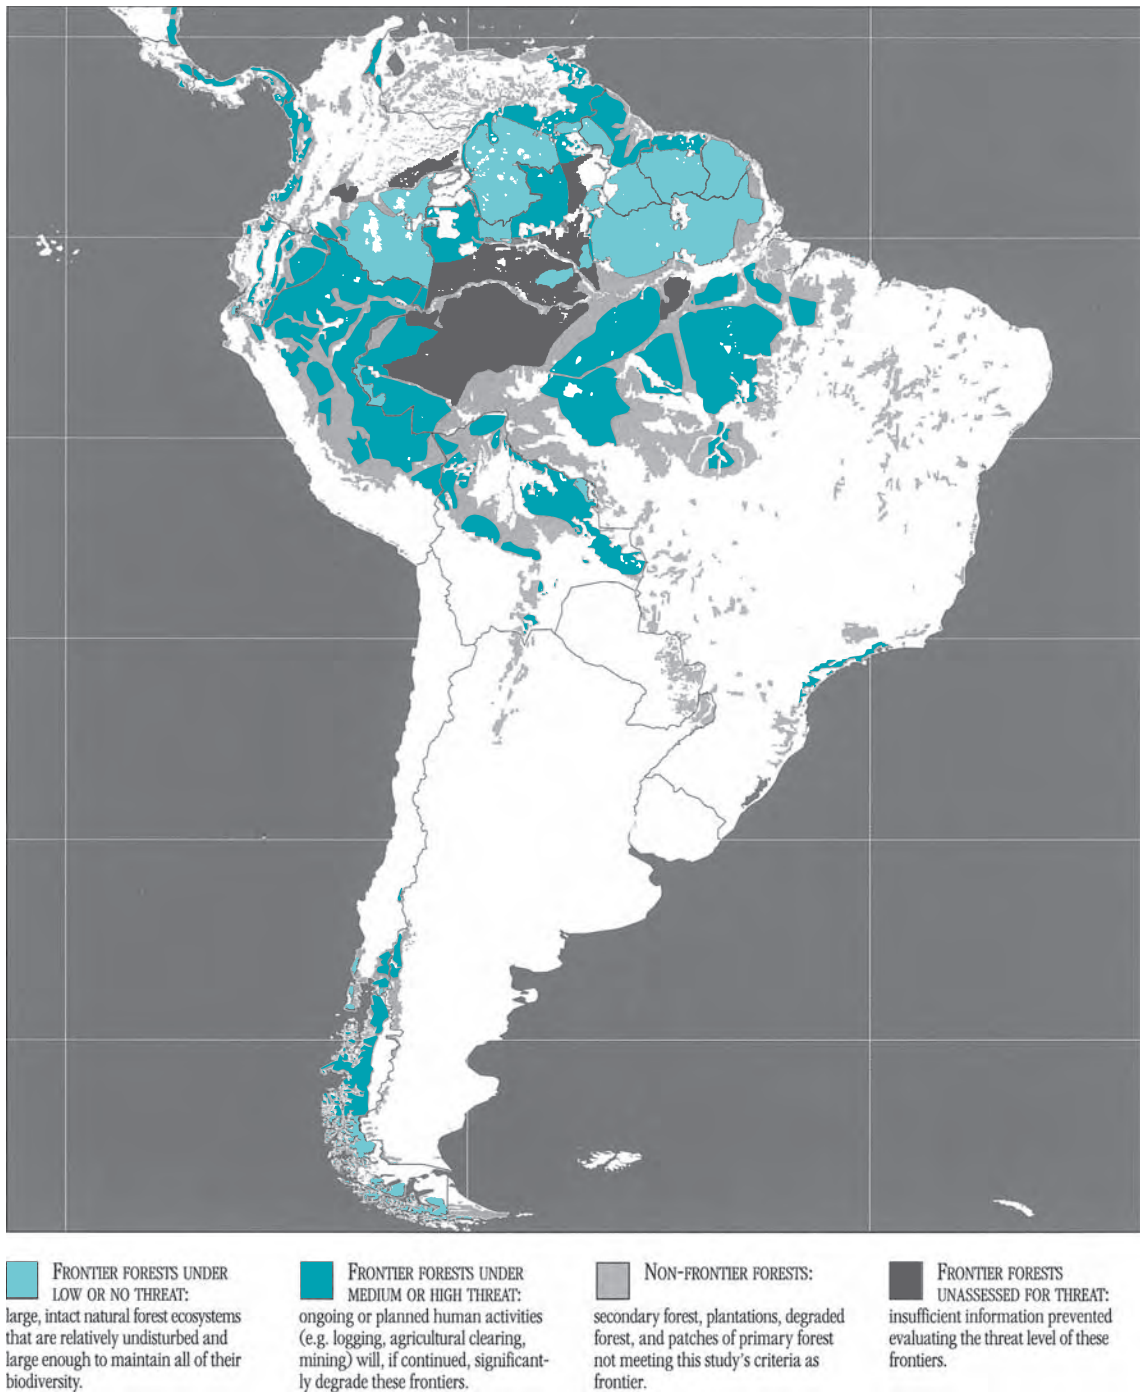 FRONTIER FORESTS UNDER
LOW OR NO THREAT:
large, intact natural forest ecosystems
that are relatively undisturbed and
large enough to maintain all of their
biodiversity.
FRONTIER FORESTS UNDER
MEDIUM OR HIGH THREAT:
ongoing or planned human activities
(e.g. logging, agricultural clearing,
mining) will, if continued, significant-
ly degrade these frontiers.
NON-FRONTIER FORESTS:
secondary forest, plantations, degraded
forest, and patches of primary forest
not meeting this study's criteria as
frontier.
FRONTIER FORESTS
UNASSESSED FOR THREAT:
insufficient information prevented
evaluating the threat level of these
frontiers.